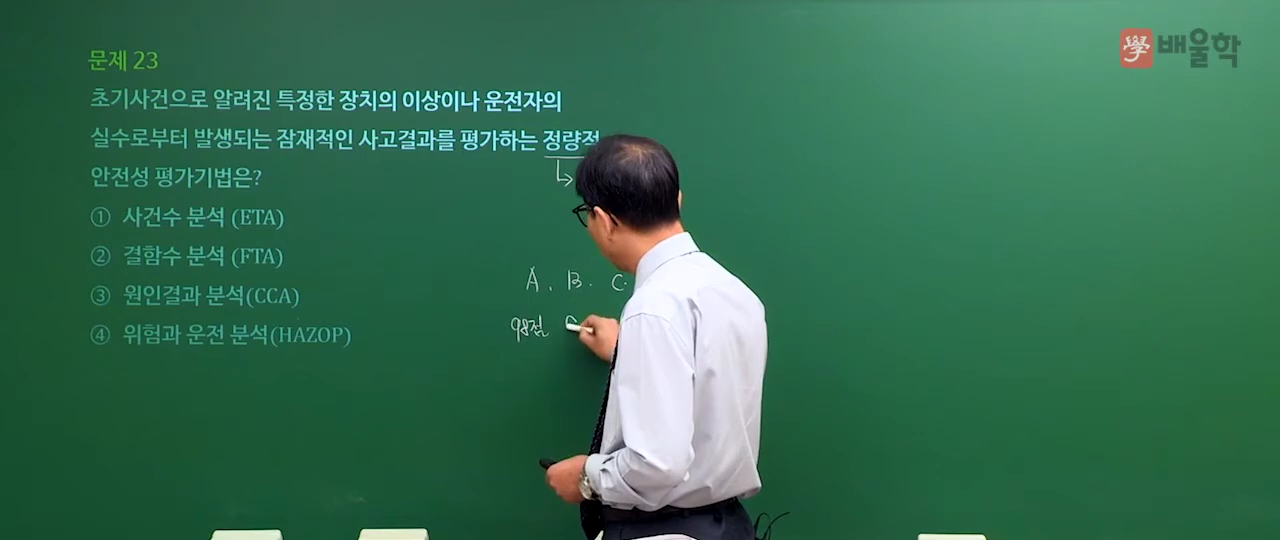 學 배울학
문제 23
초기사건으로 알려진 특정한 장치의 이상이나 운전자의
실수로부터 발생되는 잠재적인 사고결과를 평가하는 정량적
안전성 평가기법은?
① 사건수 분석 (ETA)
② 결함수 분석 (FTA)
③ 원인결과 분석(CCA)
④ 위험과 운전 분석(HAZOP)
A. B. C.
98점